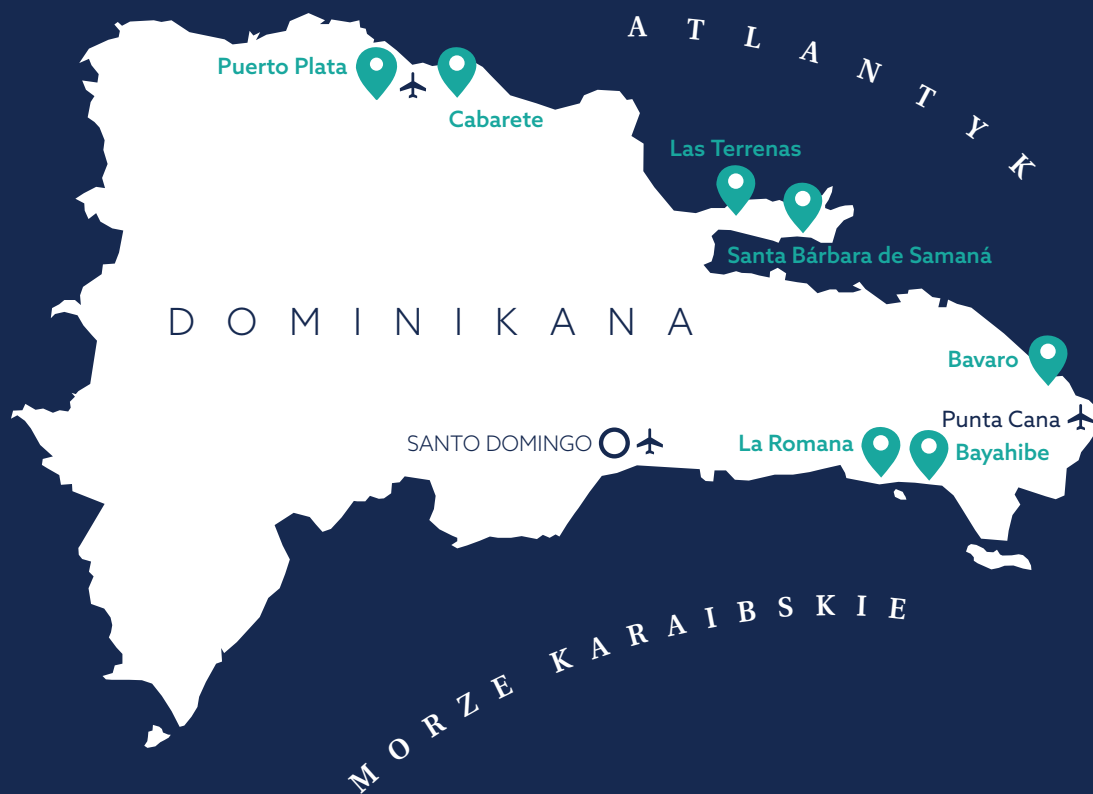 ATLANTYK
Puerto Plata
Cabarete
Las Terrenas
Santa Bárbara de Samaná
DOMINIKANA
Bavaro
Punta Cana
SANTO DOMINGO
La Romana
Bayahibe
MORZE KARAIBSKIE